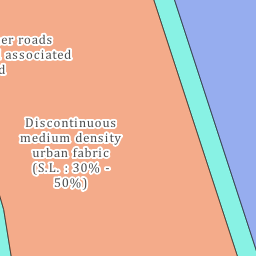 er roads
associated
d
Discontinuous
medium density
urban fabric
(S.L. : 30% -
50%)